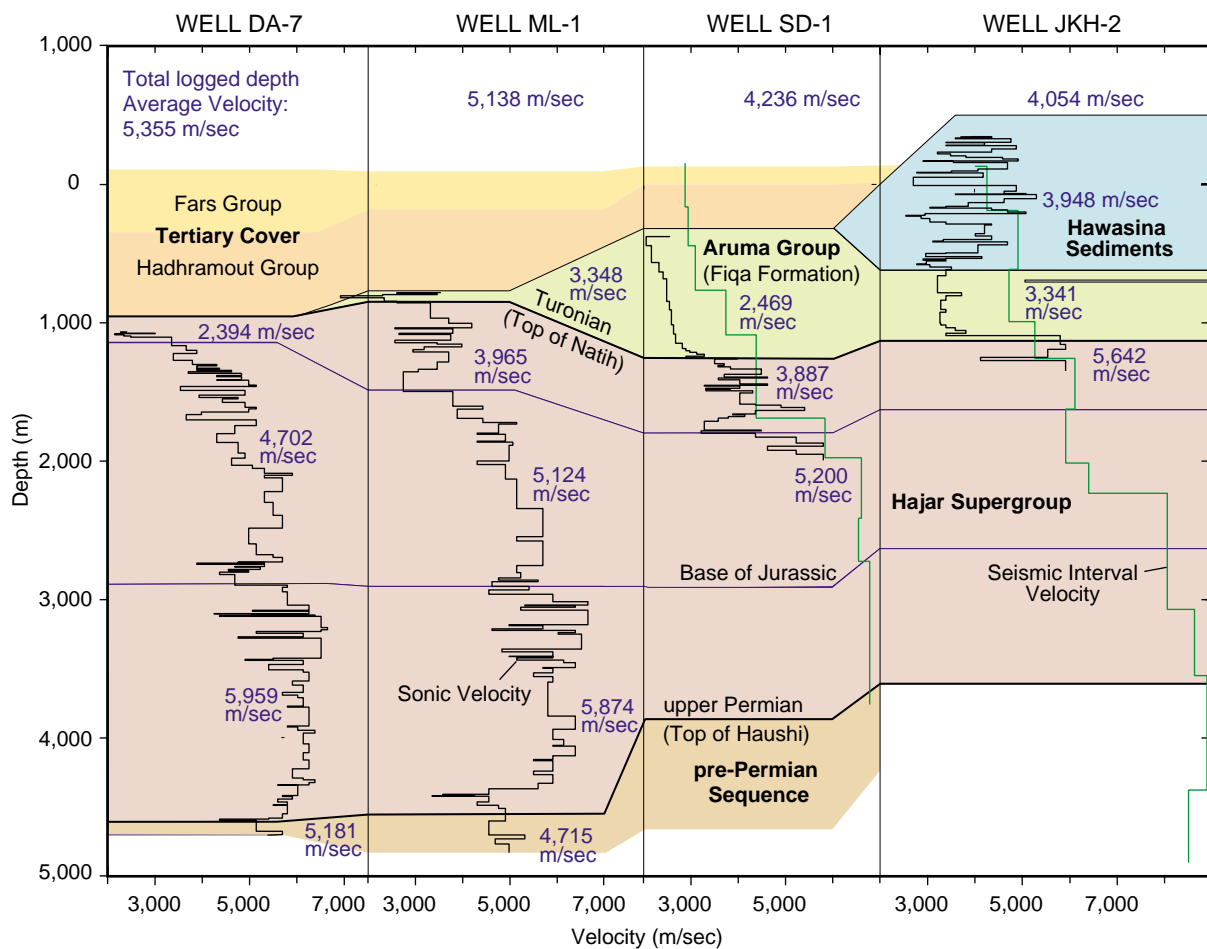 WELL DA-7
WELL ML-1
WELL SD-1
WELL JKH-2
1,000
0
1,000
2,000
3,000
4,000
5,000
Depth (m)
Total logged depth
Average Velocity:
5,355 m/sec
5,138 m/sec
4,236 m/sec
4,054 m/sec
Fars Group
Tertiary Cover
Hadhramout Group
2,394 m/sec
4,702
m/sec
5,959
m/sec
5,181
m/sec
3,348
m/sec
Turonian
(Top of Natih)
3,965
m/sec
5,124
m/sec
Sonic Velocity
5,874
m/sec
4,715
m/sec
Aruma Group
(Fiqa Formation)
2,469
m/sec
3,887
m/sec
5,200
m/sec
Base of Jurassic
upper Permian
(Top of Haushi)
pre-Permian
Sequence
3,948 m/sec
Hawasina
Sediments
3,341
m/sec
5,642
m/sec
Hajar Supergroup
Seismic Interval
Velocity
3,000
5,000
7,000
3,000
5,000
7,000
3,000
5,000
3,000
5,000
7,000
Velocity (m/sec)